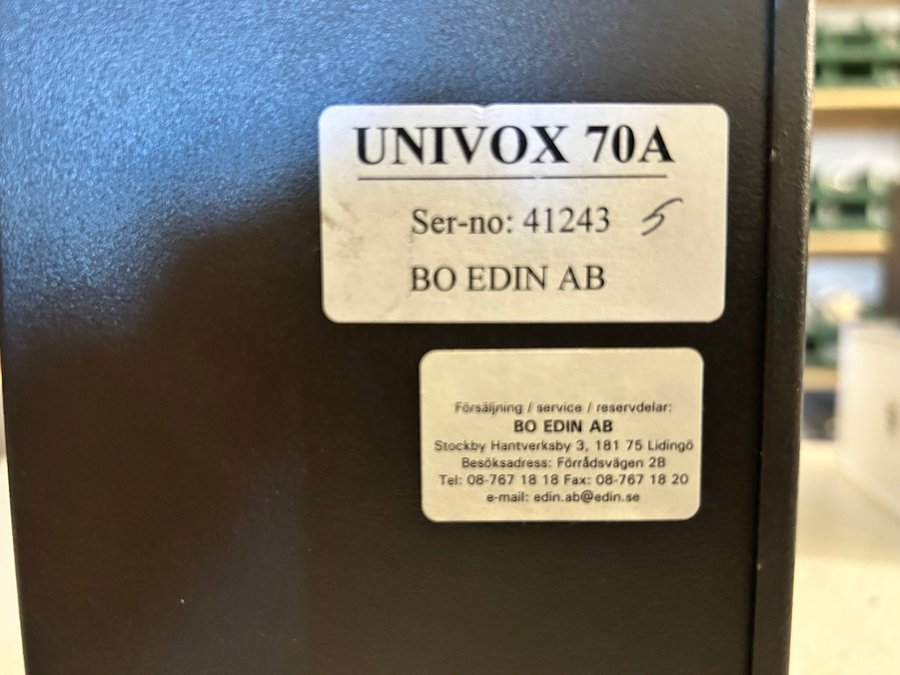 UNIVOX 70A
Ser-no: 41243 5
BO EDIN AB
Försäljning / service / reservdelar:
BO EDIN AB
Stockby Hantverksby 3, 181 75 Lidingö
Besöksadress: Förrådsvägen 2B
Tel: 08-767 18 18 Fax: 08-767 18 20
e-mail: edin.ab@edin.se